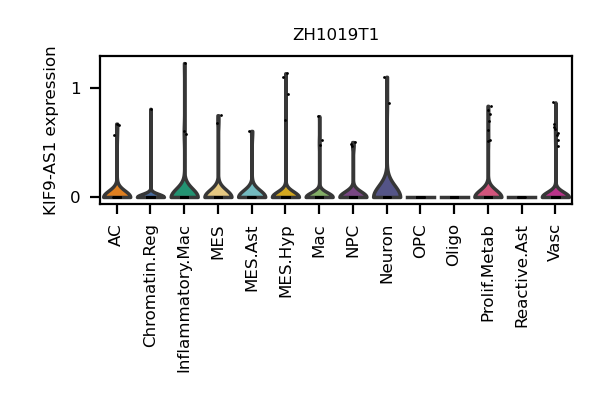 ZH1019T1
KIF9-AS1 expression
1
0
AC
Chromatin.Reg
Inflammatory.Mac
MES
MES.Ast
MES.Hyp
Mac
NPC
Neuron
OPC
Oligo
Prolif.Metab
Reactive.Ast
Vasc